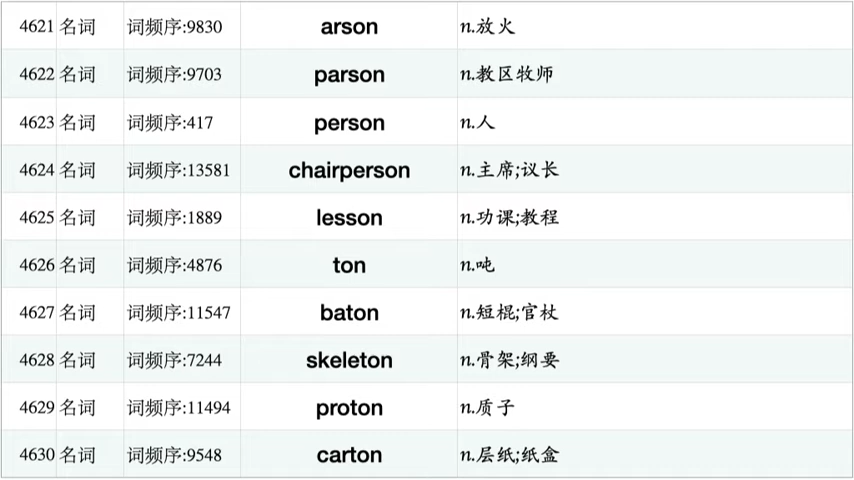 4621 名词 词频序:9830 arson n.放火
4622 名词 词频序:9703 parson n.教区牧师
4623 名词 词频序:417 person n.人
4624 名词 词频序:13581 chairperson n.主席;议长
4625 名词 词频序:1889 lesson n.功课;教程
4626 名词 词频序:4876 ton n.吨
4627 名词 词频序:11547 baton n.短棍;官杖
4628 名词 词频序:7244 skeleton n.骨架;纲要
4629 名词 词频序:11494 proton n.质子
4630 名词 词频序:9548 carton n.层纸;纸盒